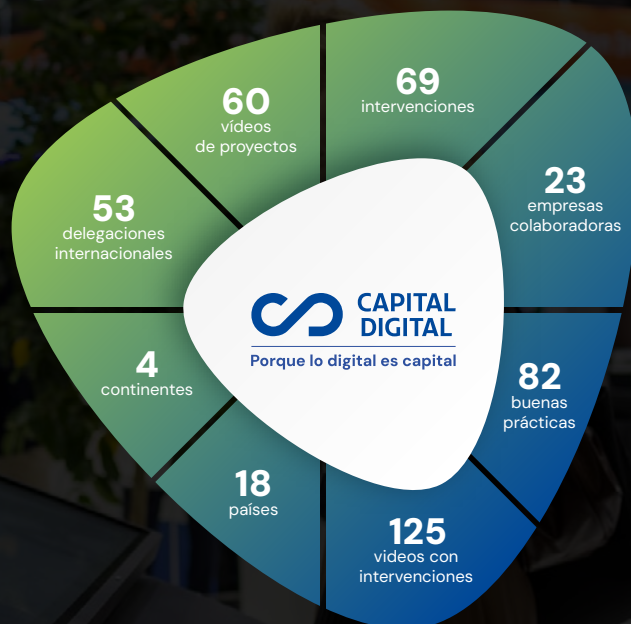 69
intervenciones
23
empresas
colaboradoras
82
buenas
prácticas
125
videos con
intervenciones
18
países
4
continentes
53
delegaciones
internacionales
60
vídeos
de proyectos
CAPITAL
DIGITAL
Porque lo digital es capital